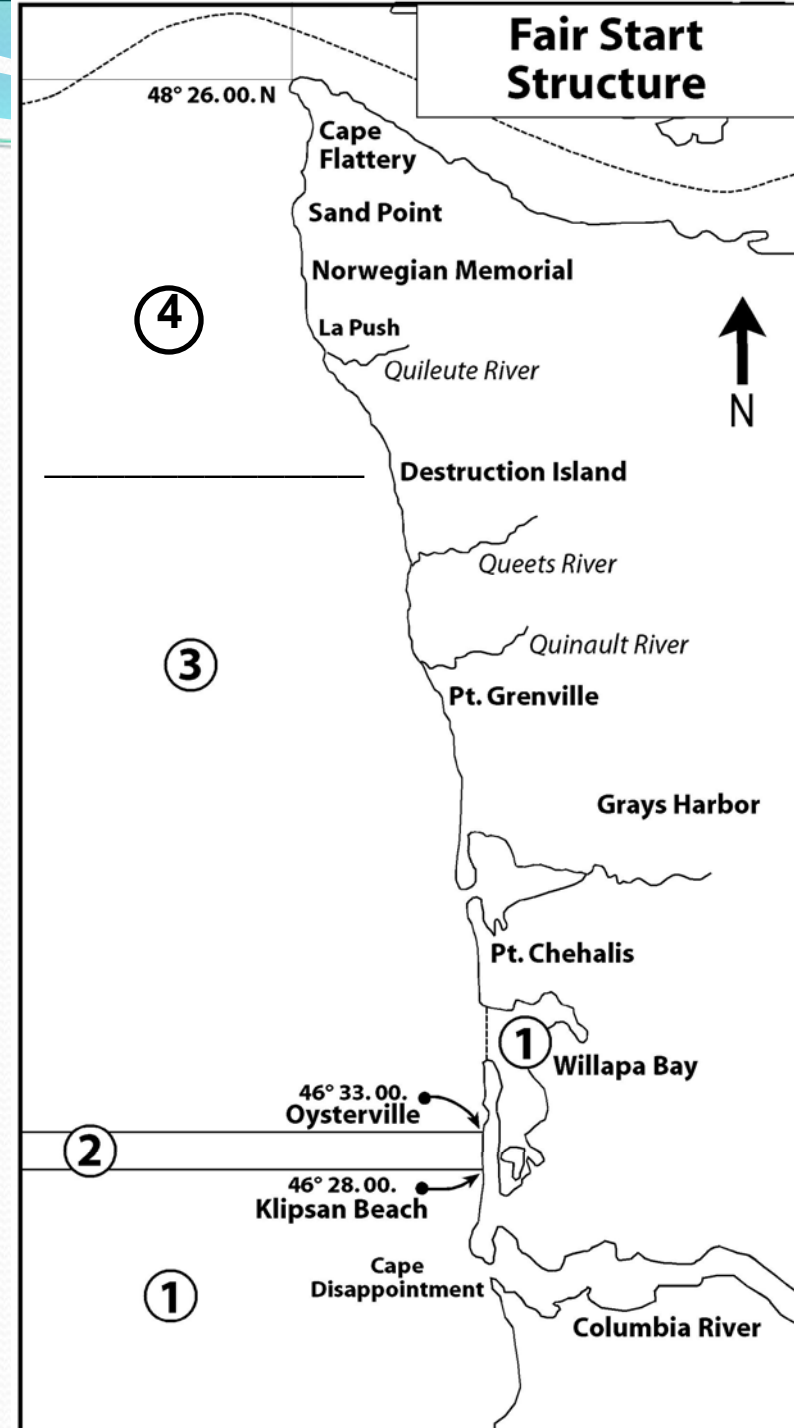 Fair Start
Structure
48° 26.00. N
Cape
Flattery
Sand Point
Norwegian Memorial
4
La Push
Quileute River
N
Destruction Island
Queets River
Quinault River
3
Pt. Grenville
Grays Harbor
Pt. Chehalis
1
Willapa Bay
46° 33. 00.
Oysterville
2
46° 28. 00.
Klipsan Beach
Cape
Disappointment
1
Columbia River